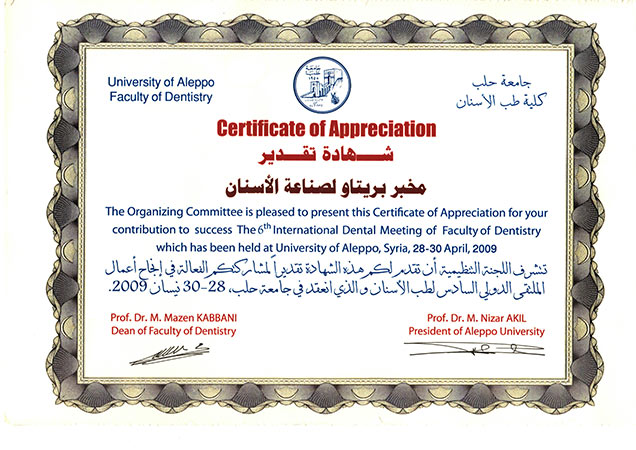 University of Aleppo
Faculty of Dentistry
جامعة حلب
كلية طب الأسنان
Certificate of Appreciation
شـهادة تقـديـر
مخبر بريتاو لصناعة الأسنان
The Organizing Committee is pleased to present this Certificate of Appreciation for your
contribution to success The 6th International Dental Meeting of Faculty of Dentistry
which has been held at University of Aleppo, Syria, 28-30 April, 2009
تتشرف اللجنة التنظيمية أن تقدم لكم هذه الشهادة تقديراً لمشاركتكم الفعالة في إنجاح أعمال
الملتقى الدولي السادس لطب الأسنان والذي انعقد في جامعة حلب، 28-30 نيسان 2009.
Prof. Dr. M. Mazen KABBANI
Dean of Faculty of Dentistry
Prof. Dr. M. Nizar AKIL
President of Aleppo University